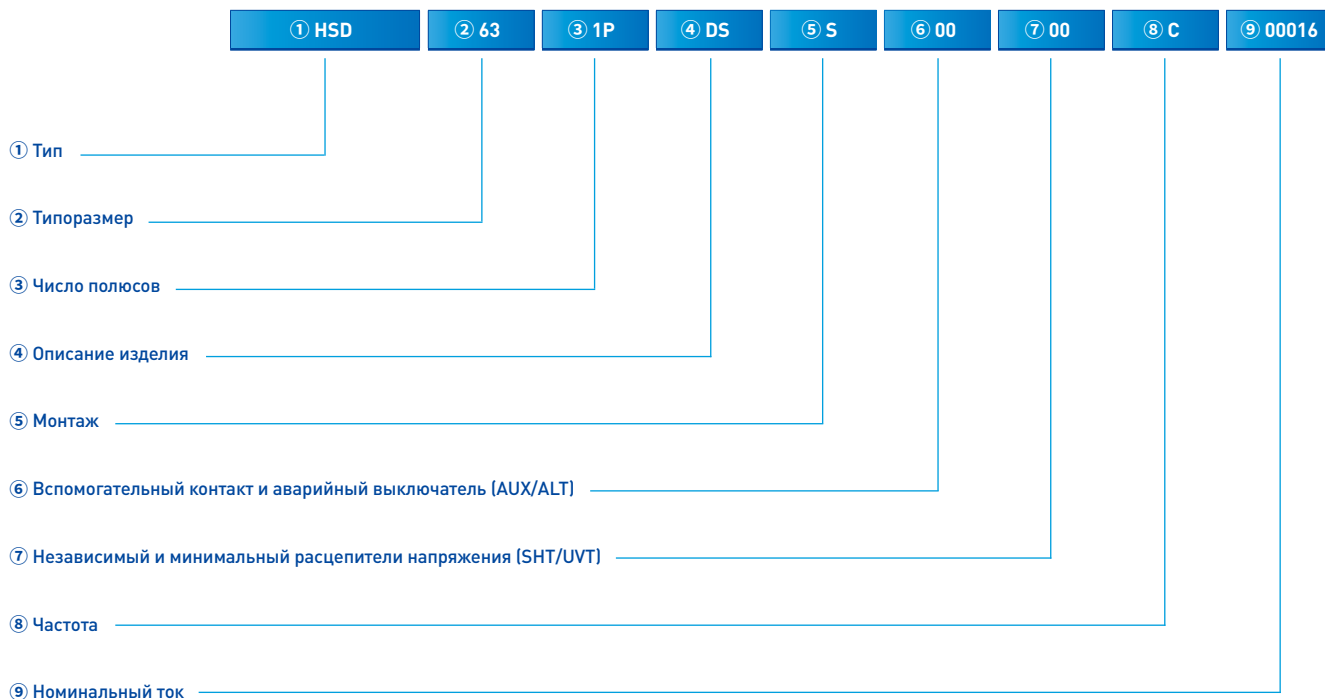 ① HSD ② 63 ③ 1P ④ DS ⑤ S ⑥ 00 ⑦ 00 ⑧ C ⑨ 00016
① Тип
② Типоразмер
③ Число полюсов
④ Описание изделия
⑤ Монтаж
⑥ Вспомогательный контакт и аварийный выключатель (AUX/ALT)
⑦ Независимый и минимальный расцепители напряжения (SHT/UVT)
⑧ Частота
⑨ Номинальный ток